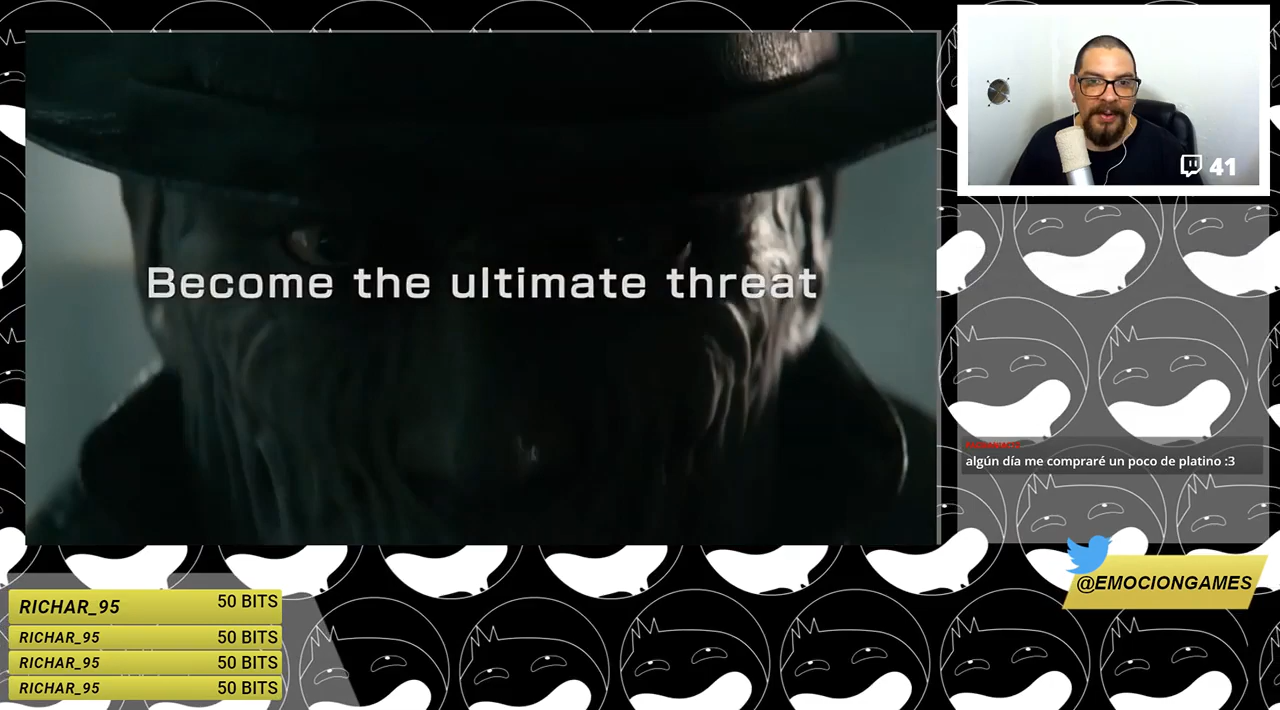 Become the ultimate threat
41
algún día me compraré un poco de platino :3
@EMOCIONGAMES
RICHAR_95 50 BITS
RICHAR_95 50 BITS
RICHAR_95 50 BITS
RICHAR_95 50 BITS